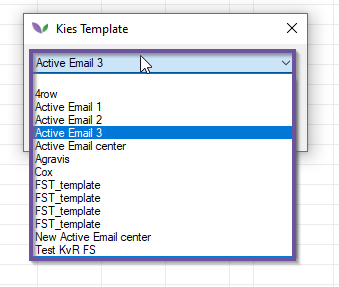 Kies Template
Active Email 3
4row
Active Email 1
Active Email 2
Active Email 3
Active Email center
Agravis
Cox
FST_template
FST_template
FST_template
FST_template
New Active Email center
Test KvR FS